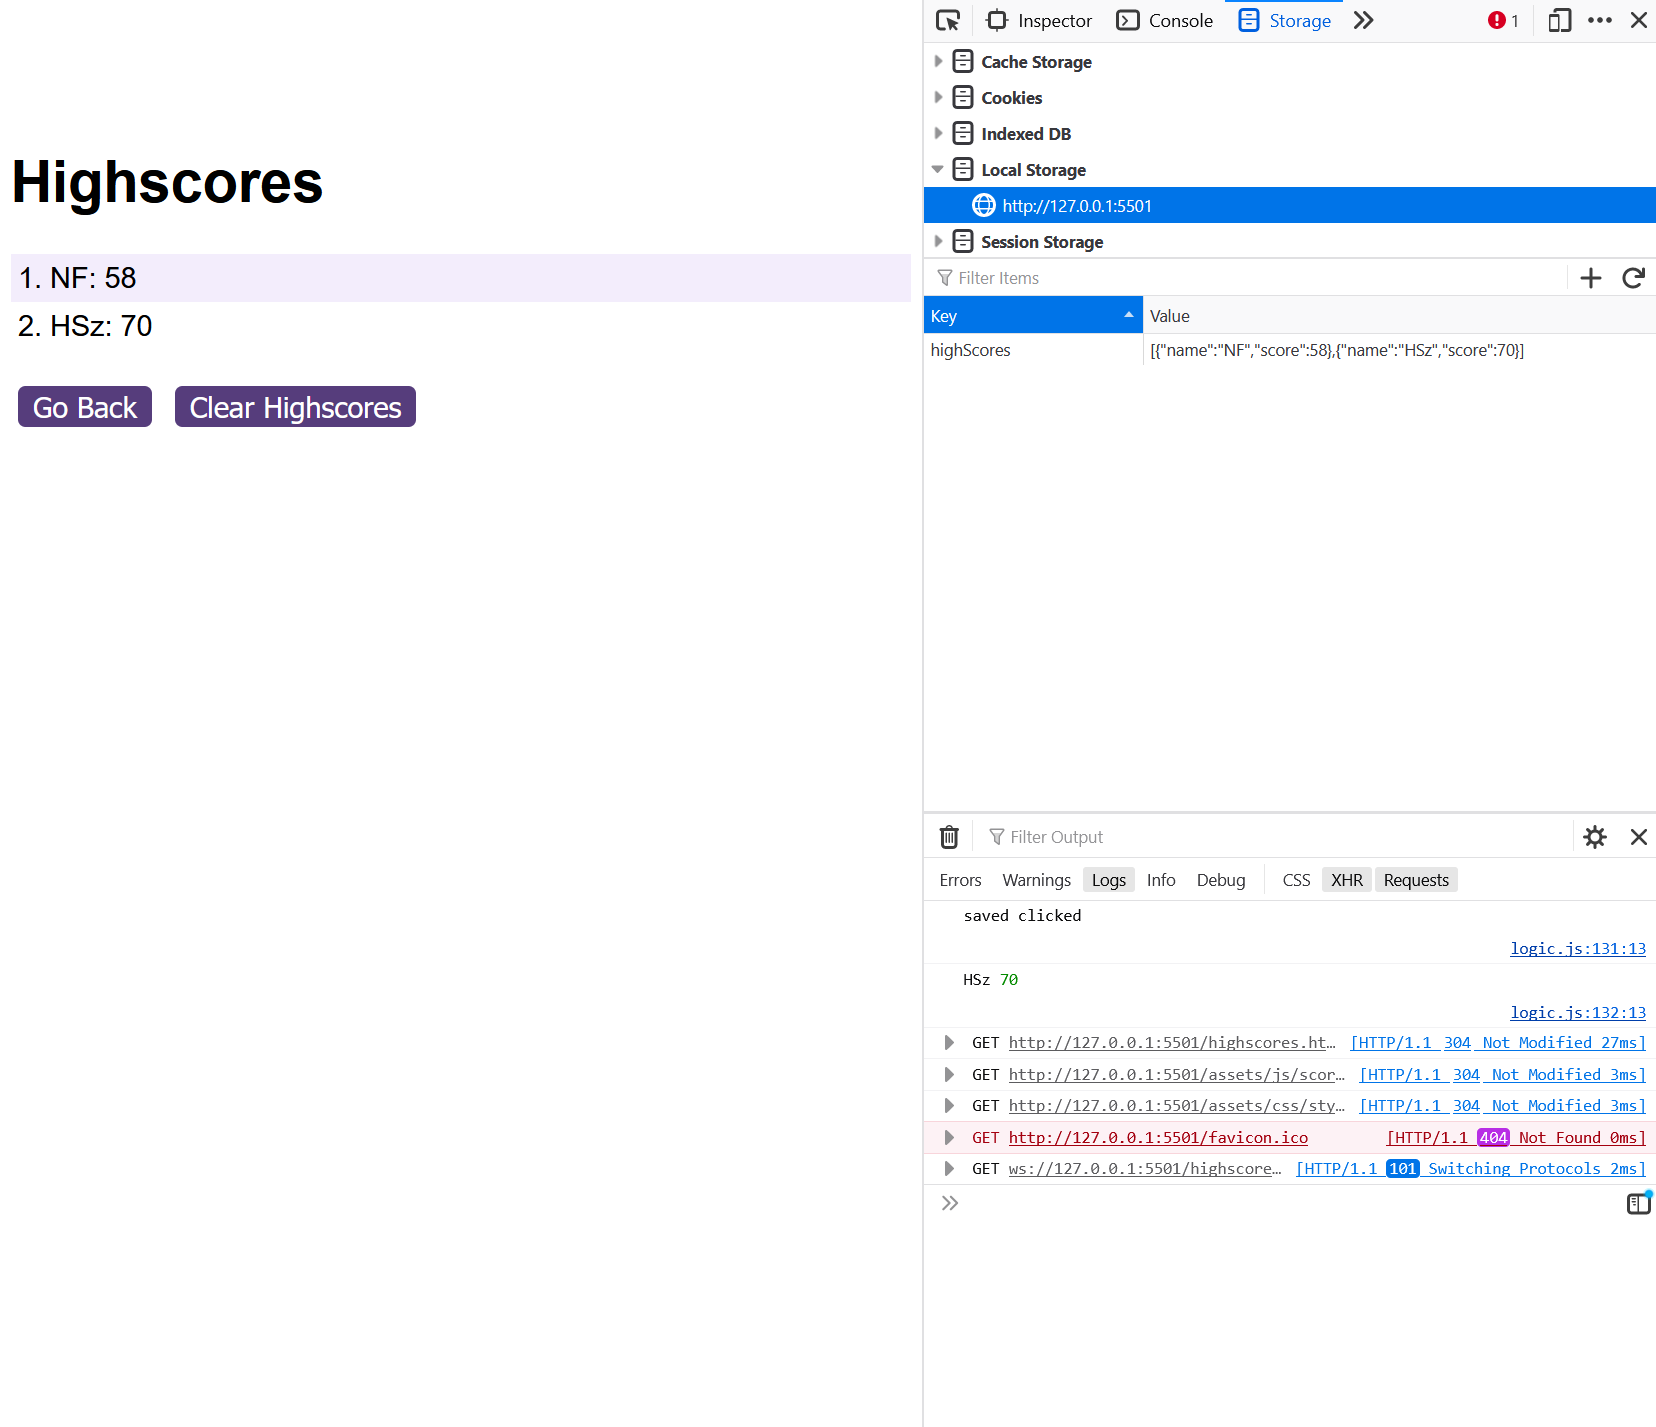 Highscores
1. NF: 58
2. HSz: 70
Go Back
Clear Highscores
Inspector
Console
Storage
1
Cache Storage
Cookies
Indexed DB
Local Storage
http://127.0.0.1:5501
Session Storage
Filter Items
Key
Value
highScores
[{"name":"NF","score":58},{"name":"HSz","score":70}]
Filter Output
Errors Warnings Logs Info Debug CSS XHR Requests
saved clicked
logic.js:131:13
HSz 70
logic.js:132:13
GET http://127.0.0.1:5501/highscores.ht… [HTTP/1.1 304 Not Modified 27ms]
GET http://127.0.0.1:5501/assets/js/scor… [HTTP/1.1 304 Not Modified 3ms]
GET http://127.0.0.1:5501/assets/css/sty… [HTTP/1.1 304 Not Modified 3ms]
GET http://127.0.0.1:5501/favicon.ico [HTTP/1.1 404 Not Found 0ms]
GET ws://127.0.0.1:5501/highscore… [HTTP/1.1 101 Switching Protocols 2ms]